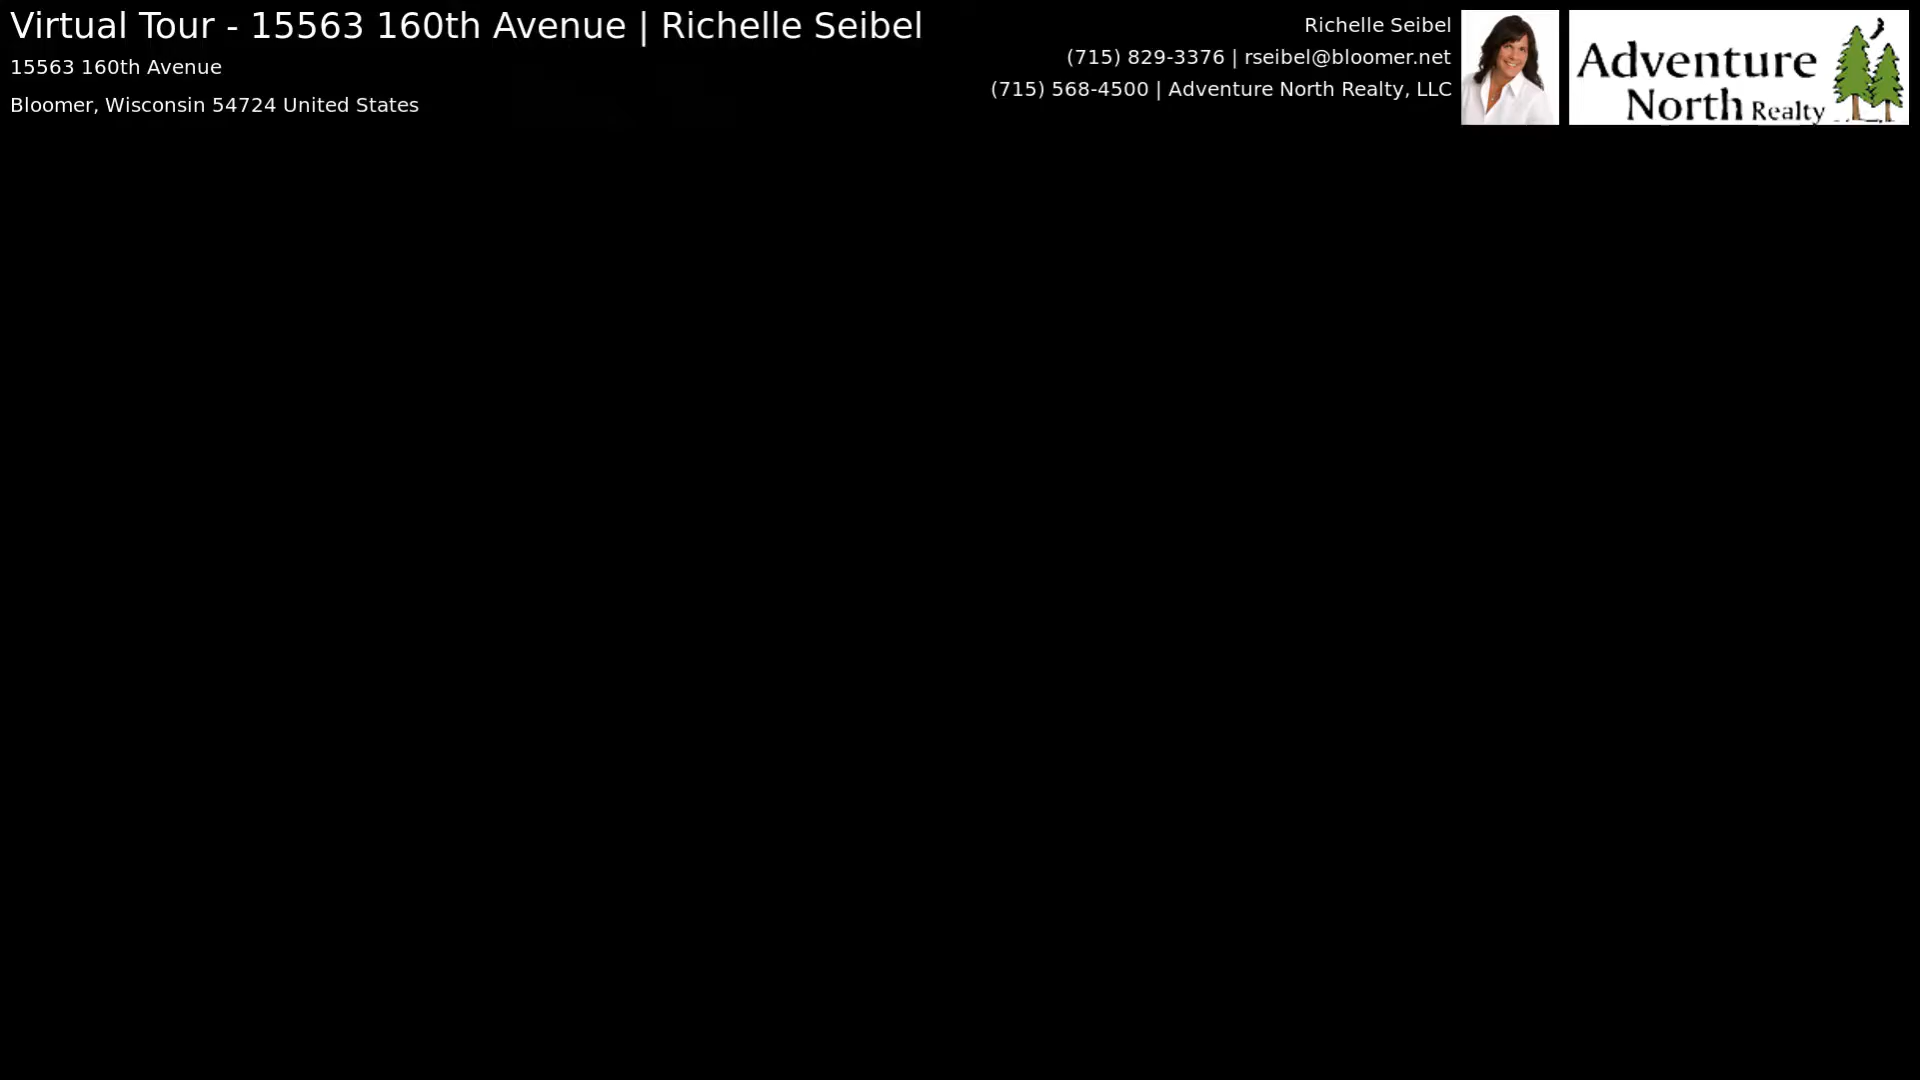 Virtual Tour - 15563 160th Avenue | Richelle Seibel
15563 160th Avenue
Bloomer, Wisconsin 54724 United States
Richelle Seibel
(715) 829-3376 | rseibel@bloomer.net
(715) 568-4500 | Adventure North Realty, LLC
Adventure
North Realty